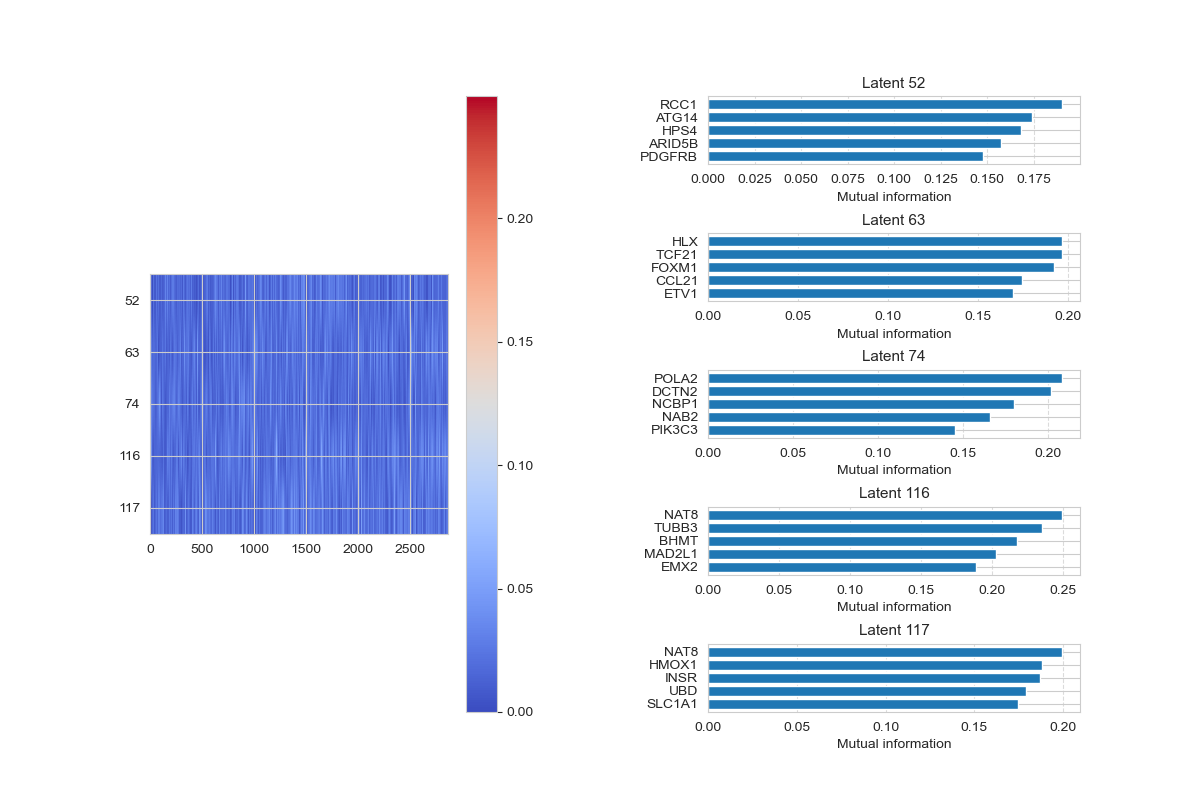 52
63
74
116
117
0
500
1000
1500
2000
2500
0.20
0.15
0.10
0.05
0.00
Latent 52
RCC1
ATG14
HPS4
ARID5B
PDGFRB
0.000 0.025 0.050 0.075 0.100 0.125 0.150 0.175
Mutual information
Latent 63
HLX
TCF21
FOXM1
CCL21
ETV1
0.00 0.05 0.10 0.15 0.20
Mutual information
Latent 74
POLA2
DCTN2
NCBP1
NAB2
PIK3C3
0.00 0.05 0.10 0.15 0.20
Mutual information
Latent 116
NAT8
TUBB3
BHMT
MAD2L1
EMX2
0.00 0.05 0.10 0.15 0.20 0.25
Mutual information
Latent 117
NAT8
HMOX1
INSR
UBD
SLC1A1
0.00 0.05 0.10 0.15 0.20
Mutual information